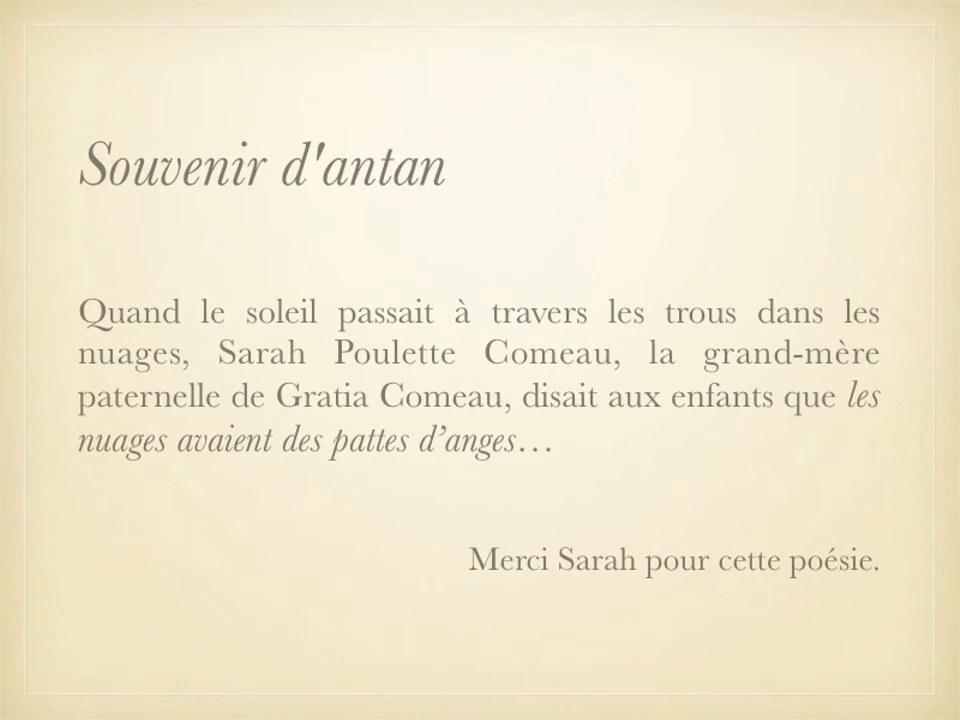 Souvenir d'antan
Quand le soleil passait à travers les trous dans les
nuages, Sarah Poulette Comeau, la grand-mère
paternelle de Gratia Comeau, disait aux enfants que les
nuages avaient des pattes d’anges…
Merci Sarah pour cette poésie.